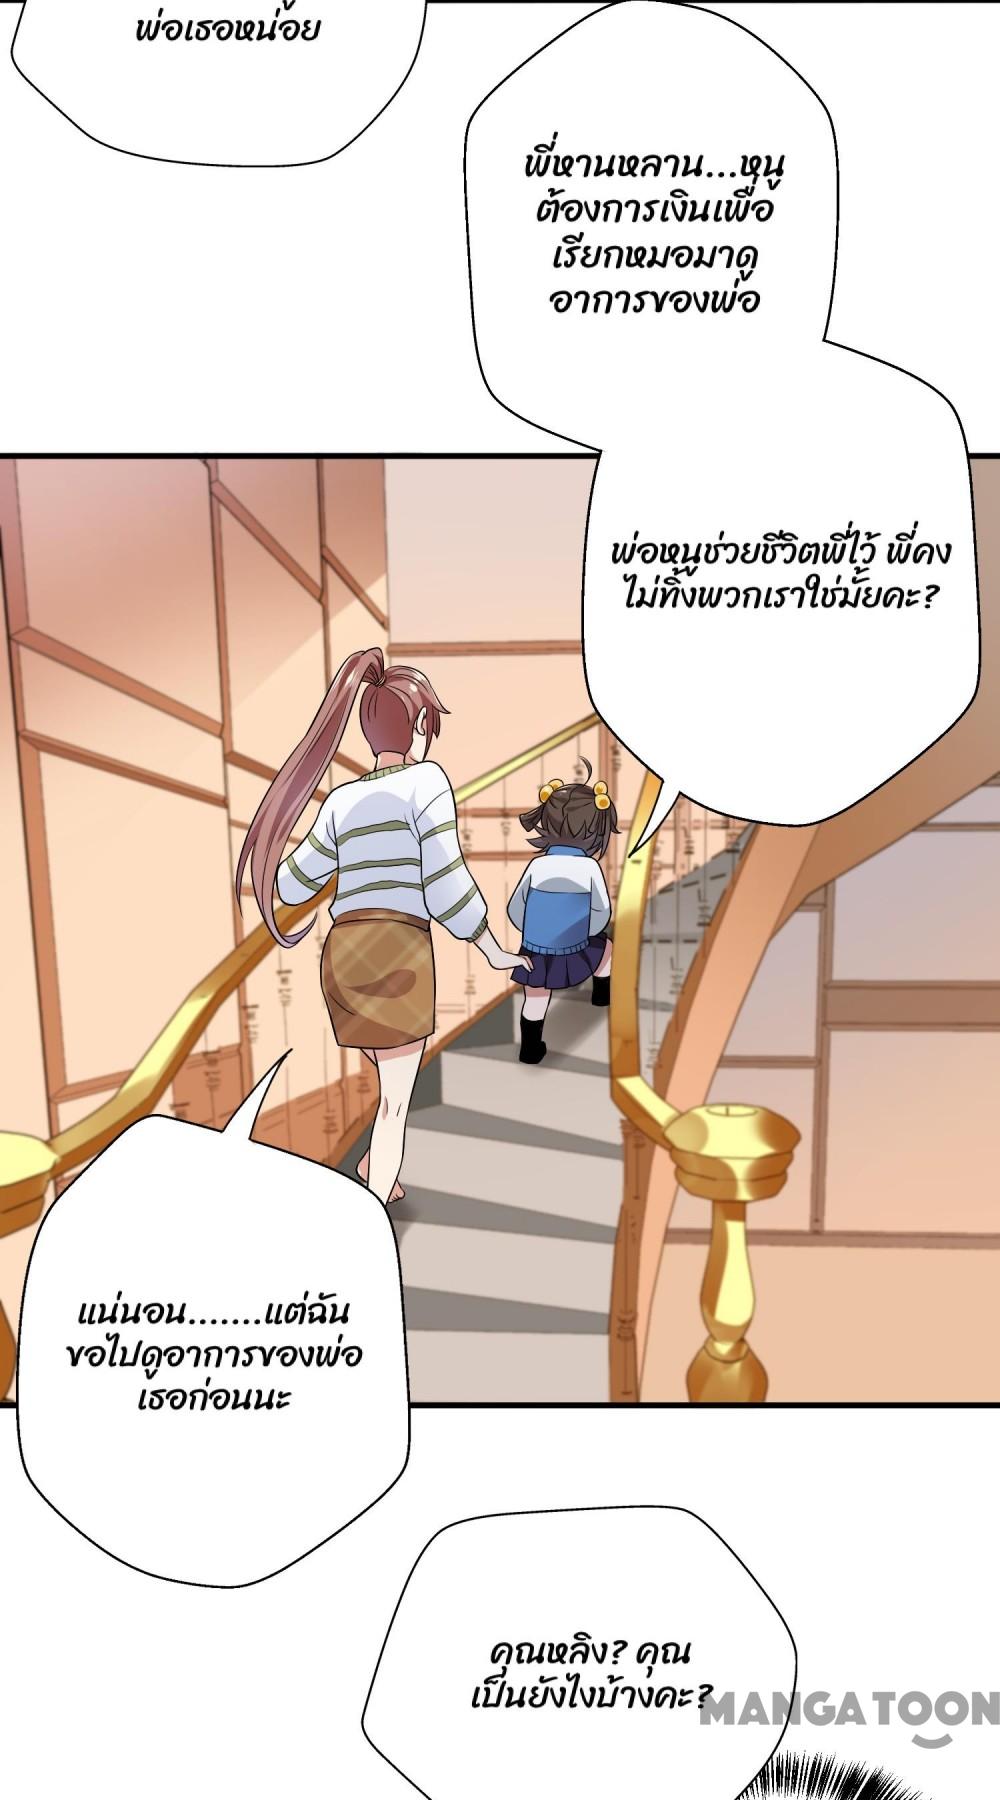 พ่อเธอหน่อย
พี่หานหลาน...หนู
ต้องการเงินเพื่อ
เรียกหมอมาดู
อาการของพ่อ
พ่อหนูช่วยชีวิตพี่ไว้ พี่คง
ไม่ทิ้งพวกเราใช่มั้ยคะ?
แน่นอน.......แต่ฉัน
ขอไปดูอาการของพ่อ
เธอก่อนนะ
คุณหลิง? คุณ
เป็นยังไงบ้างคะ?
MANGATOON